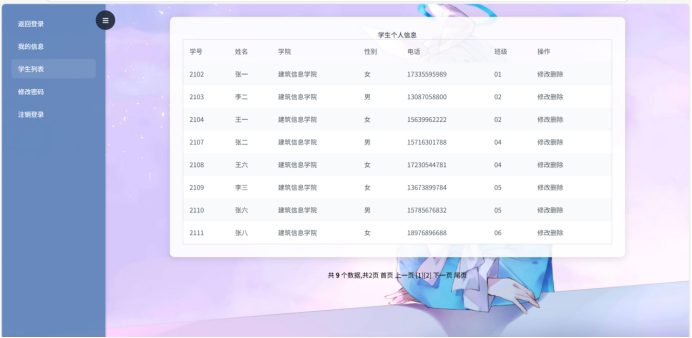 返回登录
我的信息
学生列表
修改密码
注销登录
学生个人信息
学号 姓名 学院 性别 电话 班级 操作
2102 张一 建筑信息学院 女 17335595989 01 修改删除
2103 李二 建筑信息学院 男 13087058800 02 修改删除
2104 王一 建筑信息学院 女 15639962222 02 修改删除
2107 张二 建筑信息学院 男 15716301788 04 修改删除
2108 王六 建筑信息学院 女 17230544781 04 修改删除
2109 李三 建筑信息学院 女 13673899784 05 修改删除
2110 张六 建筑信息学院 男 15785676832 05 修改删除
2111 张八 建筑信息学院 女 18976896688 06 修改删除
共 9 个数据,共2页 首页 上一页 [1][2] 下一页 尾页